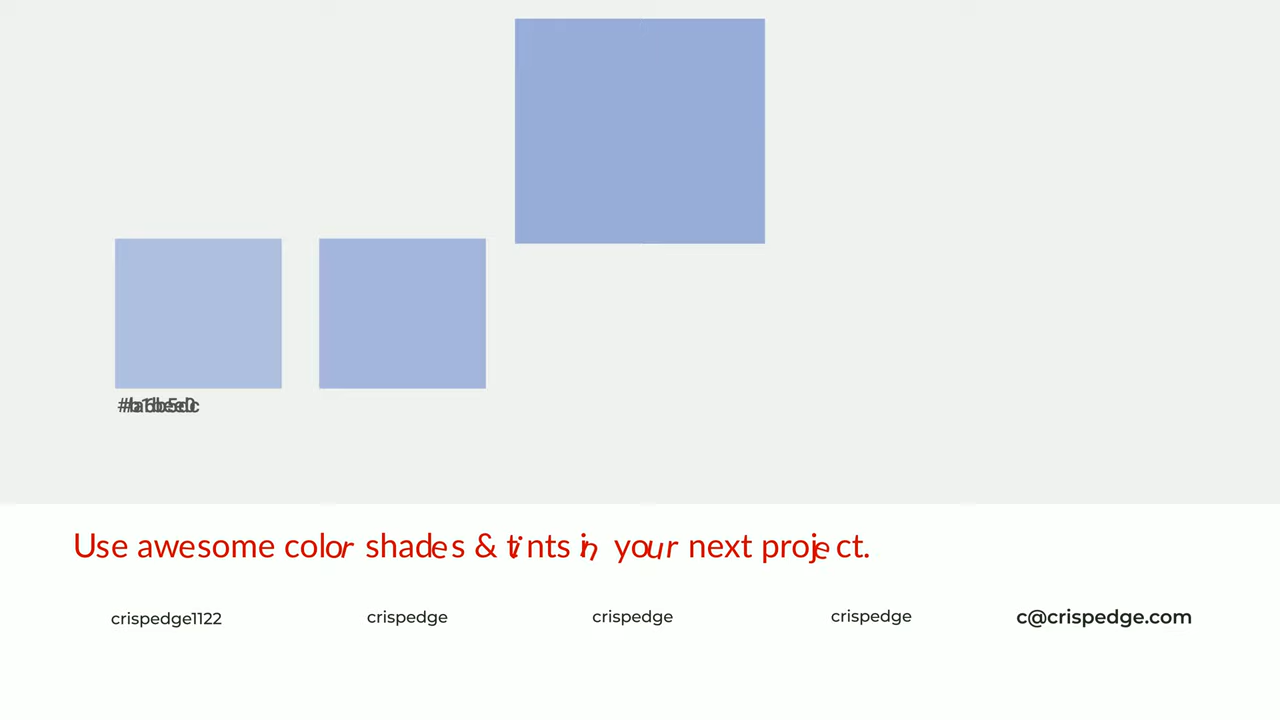 Use awesome color shades & tints in your next project.
crispedge1122 crispedge crispedge crispedge c@crispedge.com